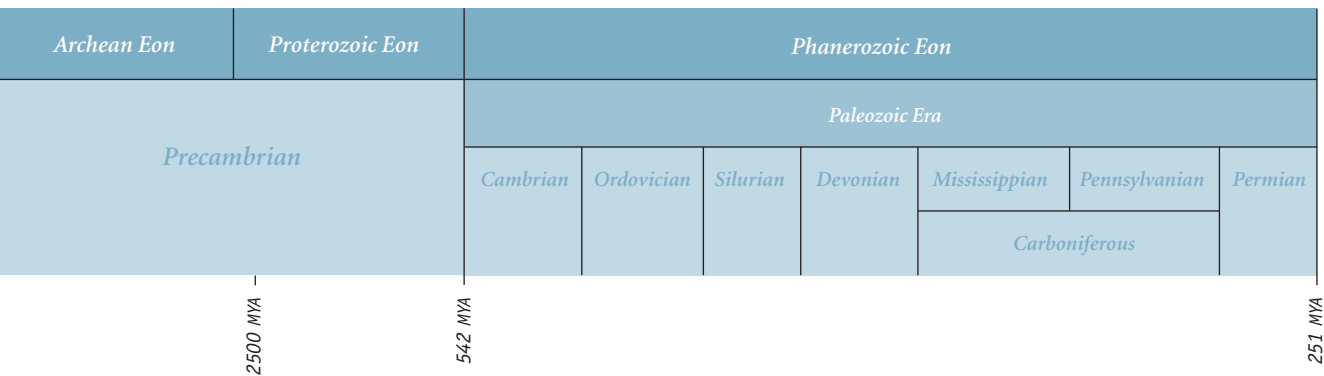 Archean Eon
Proterozoic Eon
Phanerozoic Eon
Paleozoic Era
Precambrian
Cambrian
Ordovician
Silurian
Devonian
Mississippian
Pennsylvanian
Permian
Carboniferous
2500 MYA
542 MYA
251 MYA